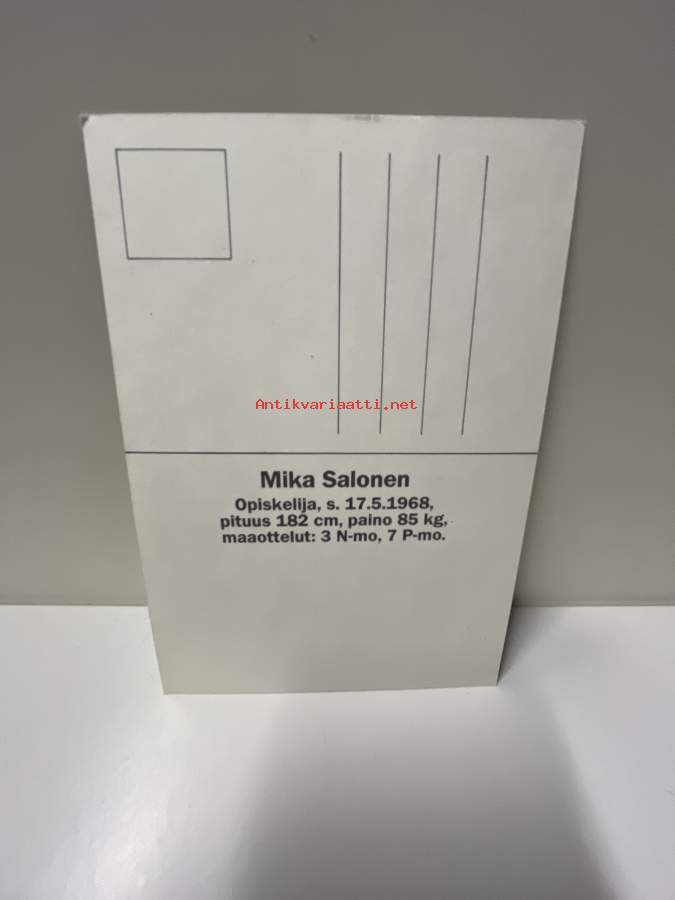 Antikvariaatti.net
Mika Salonen
Opiskelija, s. 17.5.1968,
pituus 182 cm, paino 85 kg,
maaottelut: 3 N-mo, 7 P-mo.